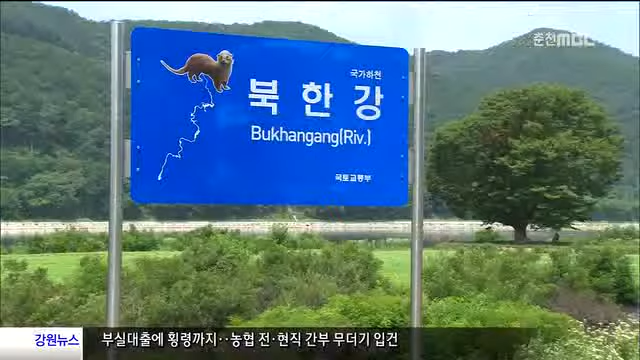 춘천MBC
국가하천
북한강
Bukhangang(Riv.)
국토교통부
강원뉴스
부실대출에 횡령까지··농협 전·현직 간부 무더기 입건